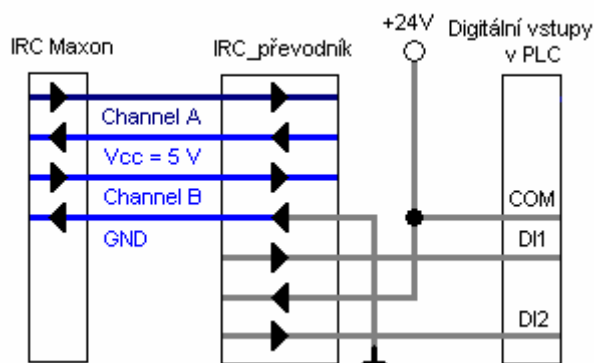 +24V
IRC Maxon
IRC_převodník
Digitální vstupy
v PLC
Channel A
Vcc = 5 V
Channel B
GND
COM
DI1
DI2